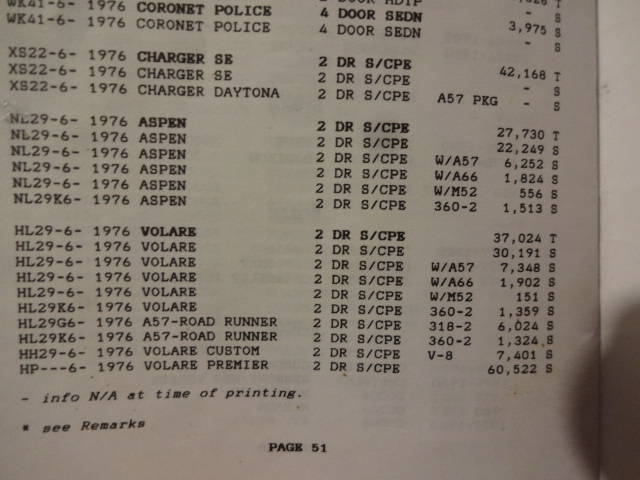 WK41-6- 1976 CORONET POLICE 4 DOOR SEDN - S
WK41-6- 1976 CORONET POLICE 4 DOOR SEDN 3,975 S
- S
XS22-6- 1976 CHARGER SE 2 DR S/CPE
XS22-6- 1976 CHARGER SE 2 DR S/CPE 42,168 T
XS22-6- 1976 CHARGER DAYTONA 2 DR S/CPE A57 PKG - S
- S
NL29-6- 1976 ASPEN 2 DR S/CPE 27,730 T
NL29-6- 1976 ASPEN 2 DR S/CPE 22,249 S
NL29-6- 1976 ASPEN 2 DR S/CPE W/A57 6,252 S
NL29-6- 1976 ASPEN 2 DR S/CPE W/A66 1,824 S
NL29-6- 1976 ASPEN 2 DR S/CPE W/M52 556 S
NL29K6- 1976 ASPEN 2 DR S/CPE 360-2 1,513 S
HL29-6- 1976 VOLARE 2 DR S/CPE 37,024 T
HL29-6- 1976 VOLARE 2 DR S/CPE 30,191 S
HL29-6- 1976 VOLARE 2 DR S/CPE W/A57 7,348 S
HL29-6- 1976 VOLARE 2 DR S/CPE W/A66 1,902 S
HL29-6- 1976 VOLARE 2 DR S/CPE W/M52 151 S
HL29K6- 1976 VOLARE 2 DR S/CPE 360-2 1,359 S
HL29G6- 1976 A57-ROAD RUNNER 2 DR S/CPE 318-2 6,024 S
HL29K6- 1976 A57-ROAD RUNNER 2 DR S/CPE 360-2 1,324 S
HH29-6- 1976 VOLARE CUSTOM 2 DR S/CPE V-8 7,401 S
HP---6- 1976 VOLARE PREMIER 2 DR S/CPE 60,522 S
- info N/A at time of printing.
* see Remarks
PAGE 51